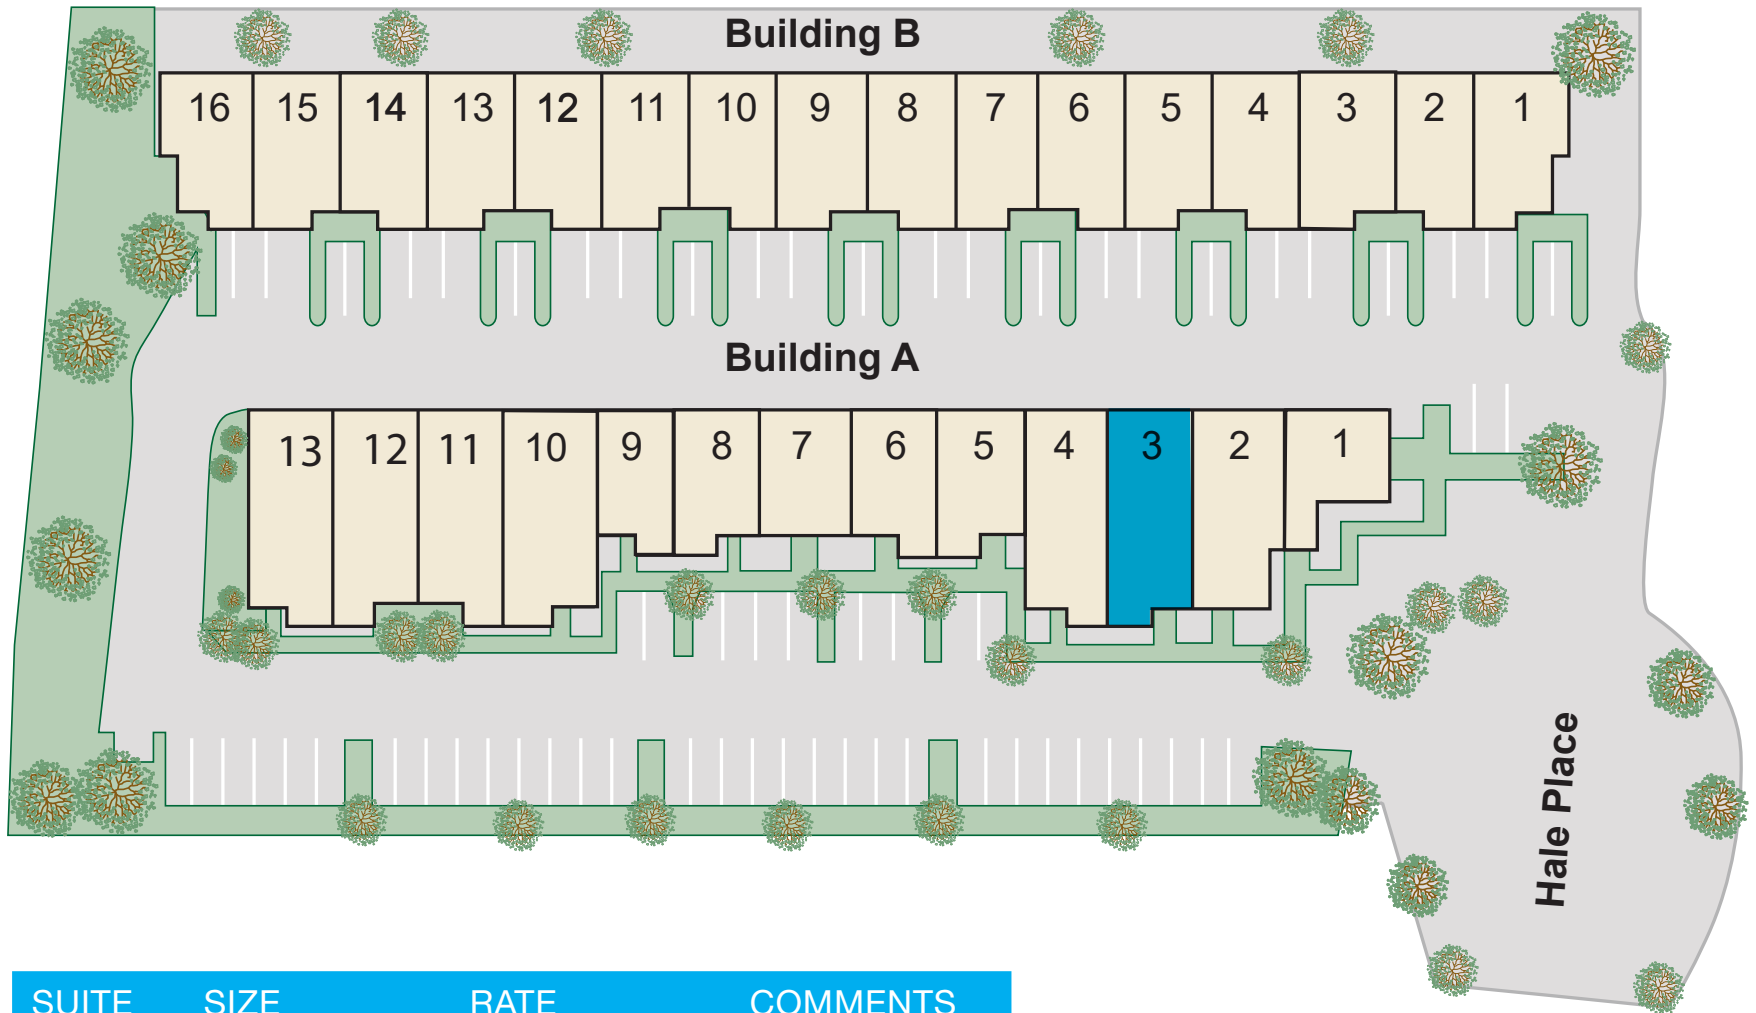 Building B
16 15 14 13 12 11 10 9 8 7 6 5 4 3 2 1
Building A
13 12 11 10 9 8 7 6 5 4 3 2 1
Hale Place
SUITE SIZE RATE COMMENTS